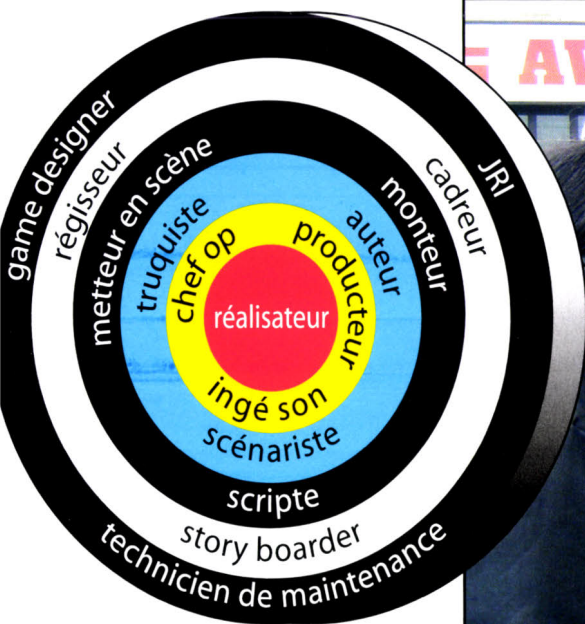 AV
game designer
régisseur
metteur en scène
truquiste
chef op
producteur
auteur
monteur
cadreur
JRI
réalisateur
ingé son
scénariste
scripte
story boarder
technicien de maintenance